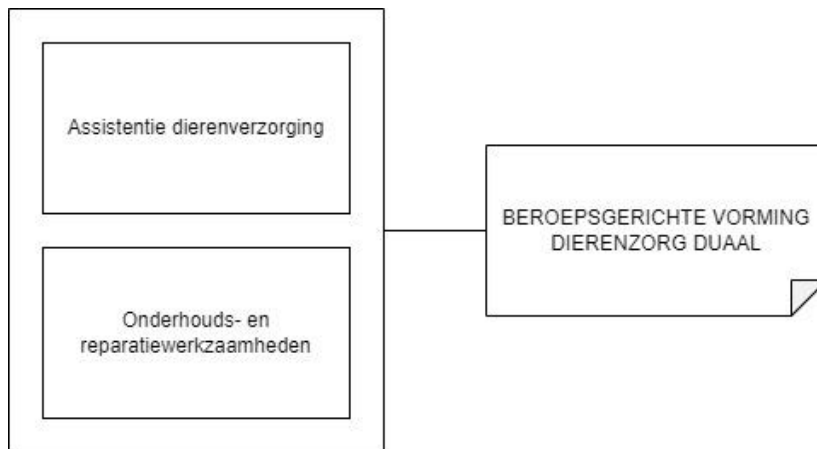 Assistentie dierenverzorging
Onderhouds- en
reparatiewerkzaamheden
BEROEPSGERICHTE VORMING
DIERENZORG DUAAL